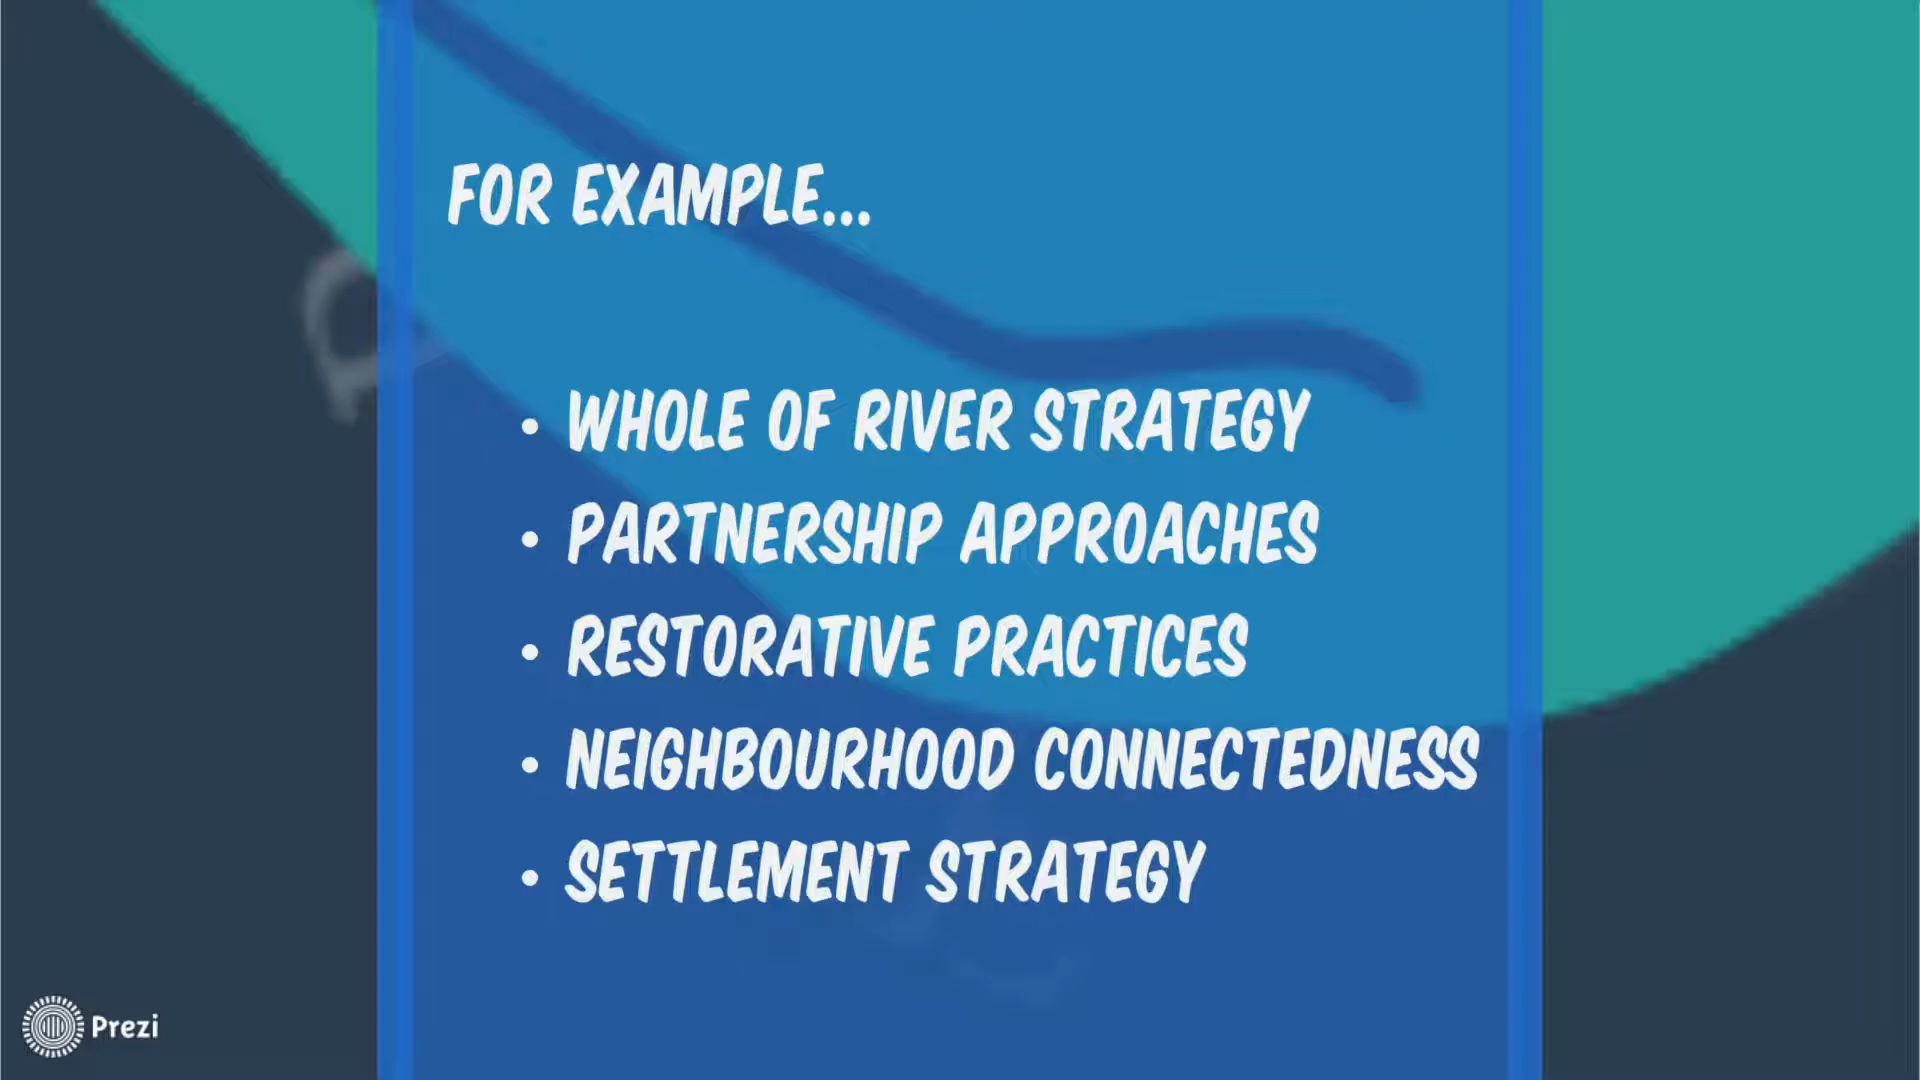 FOR EXAMPLE...
• WHOLE OF RIVER STRATEGY
• PARTNERSHIP APPROACHES
• RESTORATIVE PRACTICES
• NEIGHBOURHOOD CONNECTEDNESS
• SETTLEMENT STRATEGY
Prezi